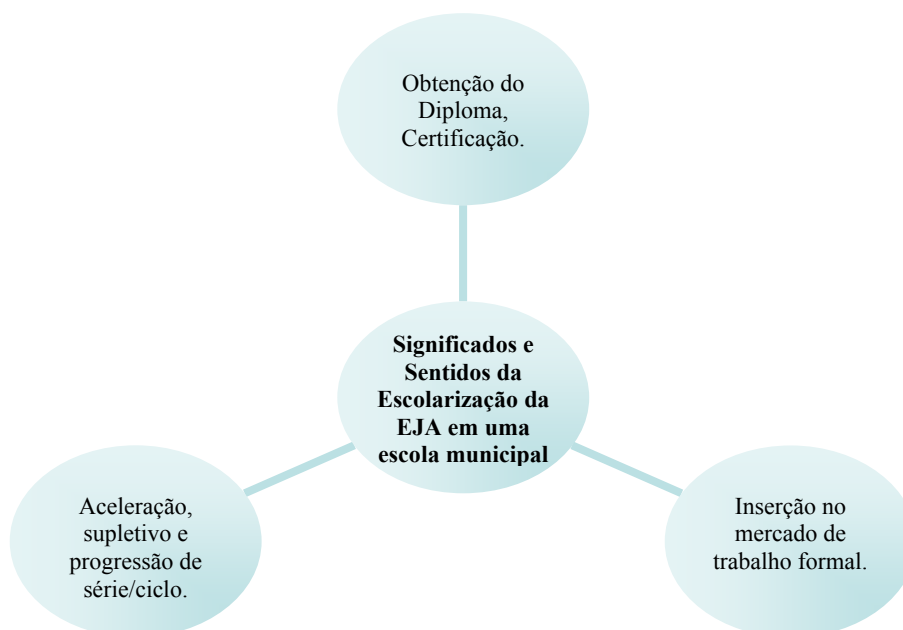 Obtenção do
Diploma,
Certificação.
Significados e
Sentidos da
Escolarização da
EJA em uma
escola municipal
Aceleração,
supletivo e
progressão de
série/ciclo.
Inserção no
mercado de
trabalho formal.